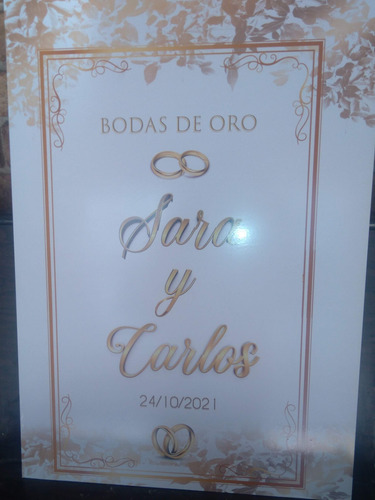 BODAS DE ORO
Sara
y
Carlos
24/10/2021